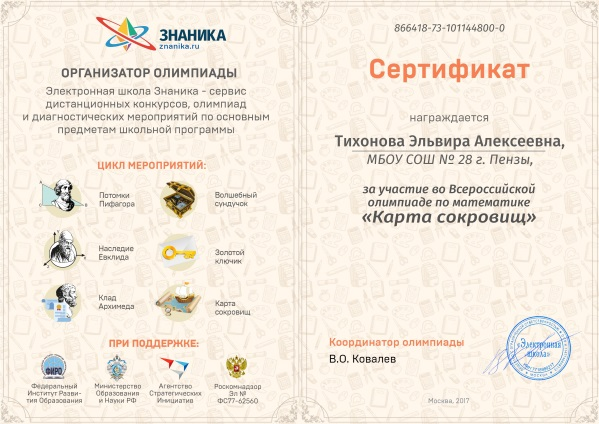 ЗНАНИКА
znanika.ru
ОРГАНИЗАТОР ОЛИМПИАДЫ
Электронная школа Знаника - сервис
дистанционных конкурсов, олимпиад
и диагностических мероприятий по основным
предметам школьной программы
ЦИКЛ МЕРОПРИЯТИЙ:
Потомки
Пифагора
Волшебный
сундучок
Наследие
Евклида
Золотой
ключик
Клад
Архимеда
Карта
сокровищ
ПРИ ПОДДЕРЖКЕ:
ФИРО
Федеральный
Институт Разви-
тия Образования
Министерство
Образования
и Науки РФ
Агентство
Стратегических
Инициатив
Роскомнадзор
Эл №
ФС77-62560
866418-73-101144800-0
Сертификат
награждается
Тихонова Эльвира Алексеевна,
МБОУ СОШ № 28 г. Пензы,
за участие во Всероссийской
олимпиаде по математике
«Карта сокровищ»
Координатор олимпиады
В.О. Ковалев
«Электронная
школа»
Москва, 2017